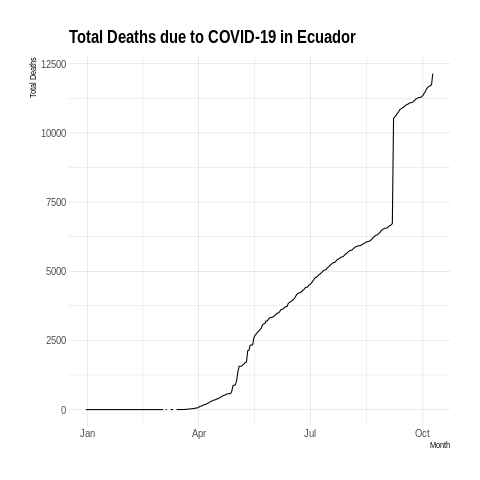 Total Deaths due to COVID-19 in Ecuador
Total Deaths
12500
10000
7500
5000
2500
0
Jan Apr Jul Oct
Month